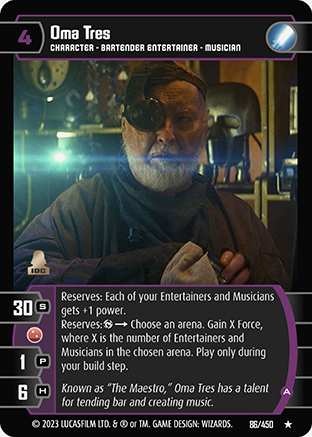 4
Oma Tres
CHARACTER - BARTENDER ENTERTAINER - MUSICIAN
IDC
30 S
Reserves: Each of your Entertainers and Musicians
gets +1 power.
Reserves: Choose an arena. Gain X Force,
where X is the number of Entertainers and
Musicians in the chosen arena. Play only during
your build step.
1 P
6 H
Known as “The Maestro,” Oma Tres has a talent
for tending bar and creating music.
A
© 2023 LUCASFILM LTD. & ® or TM. GAME DESIGN: WIZARDS.
86/450